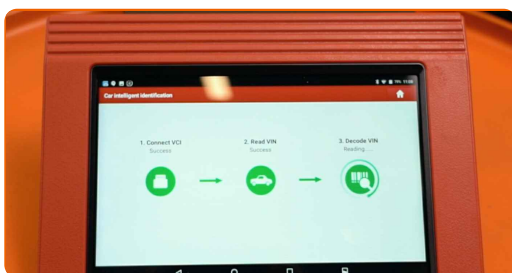 Car Intelligent Identification
1. Connect VCI
Success
2. Read VIN
Success
3. Decode VIN
Reading ....